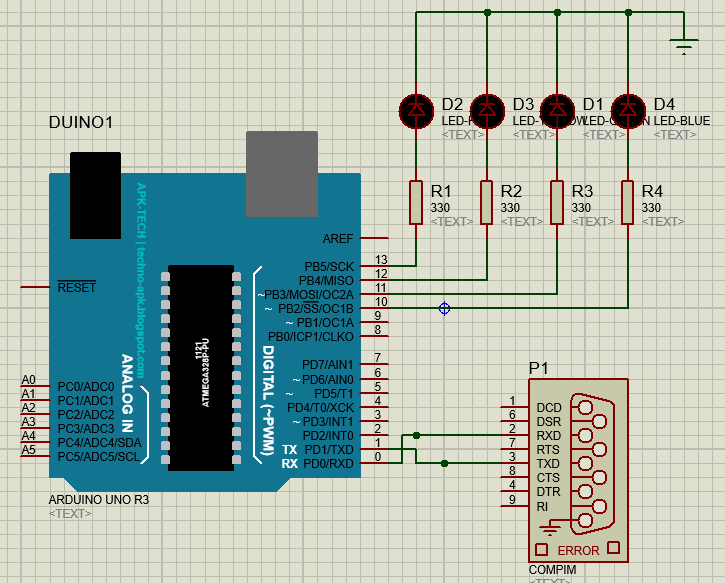 DUINO1
D2
LED-
<TEXT>
D3
LED-Y
<TEXT>
D1
LED-G
<TEXT>
D4
LED-BLUE
<TEXT>
R1
330
<TEXT>
R2
330
<TEXT>
R3
330
<TEXT>
R4
330
<TEXT>
APK-TECH | techno-apk.blogspot.com
AREF
RESET
13 PB5/SCK
12 PB4/MISO
11 ~PB3/MOSI/OC2A
10 ~ PB2/SS/OC1B
9 ~ PB1/OC1A
8 PB0/ICP1/CLKO
1121
ATMEGA328P-PU
DIGITAL (~PWM)
ANALOG IN
7 PD7/AIN1
6 ~ PD6/AIN0
5 ~ PD5/T1
4 PD4/T0/XCK
3 ~PD3/INT1
2 PD2/INT0
1 TX PD1/TXD
0 RX PD0/RXD
A0 PC0/ADC0
A1 PC1/ADC1
A2 PC2/ADC2
A3 PC3/ADC3
A4 PC4/ADC4/SDA
A5 PC5/ADC5/SCL
ARDUINO UNO R3
<TEXT>
P1
1 DCD
6 DSR
2 RXD
7 RTS
3 TXD
8 CTS
4 DTR
9 RI
ERROR
COMPIM
<TEXT>